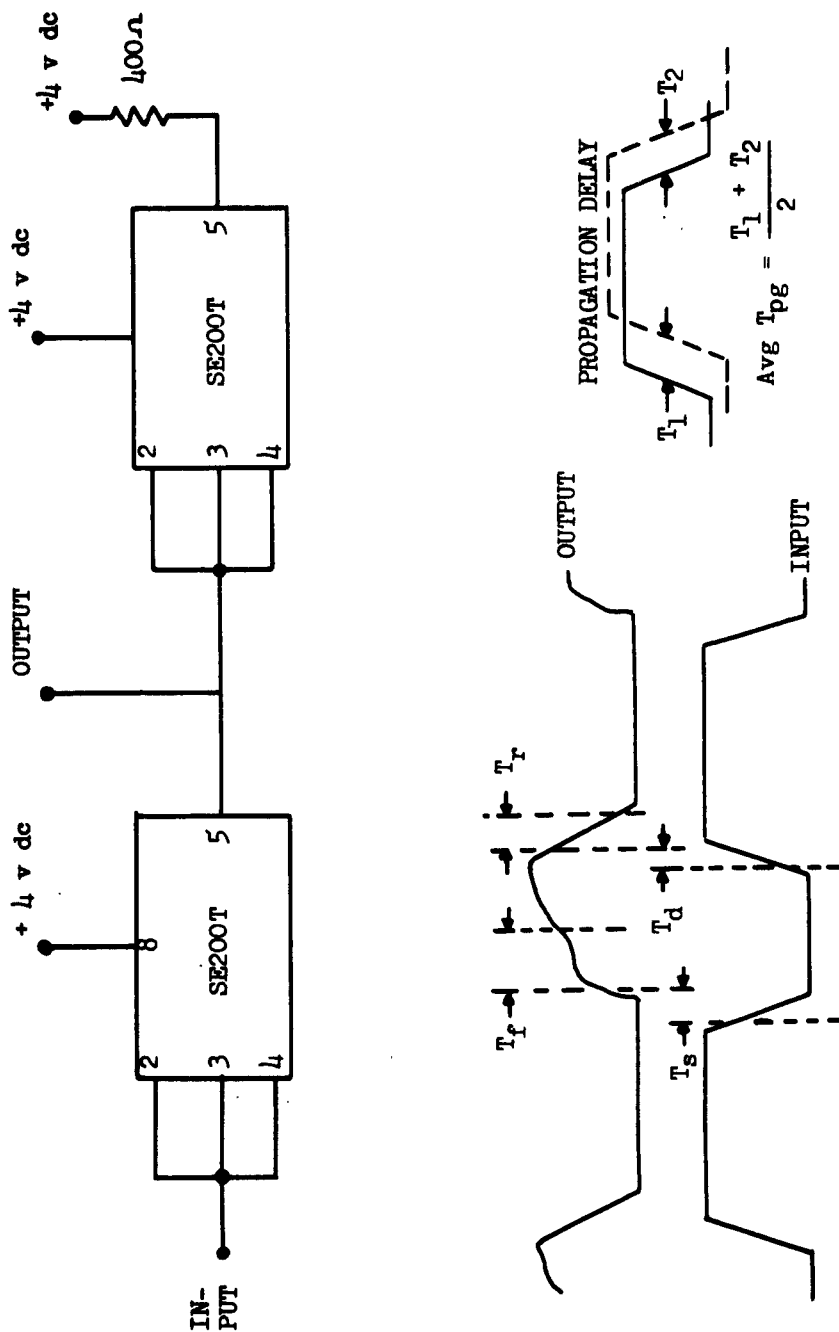 +4 v dc
+4 v dc
+4 v dc
400Ω
OUTPUT
8
2
3
4
5
SE200T
2
3
4
5
SE200T
IN-
PUT
Tr
Tf
Td
Ts
OUTPUT
INPUT
PROPAGATION DELAY
T1
T2
Avg Tpg = T1 + T2
2